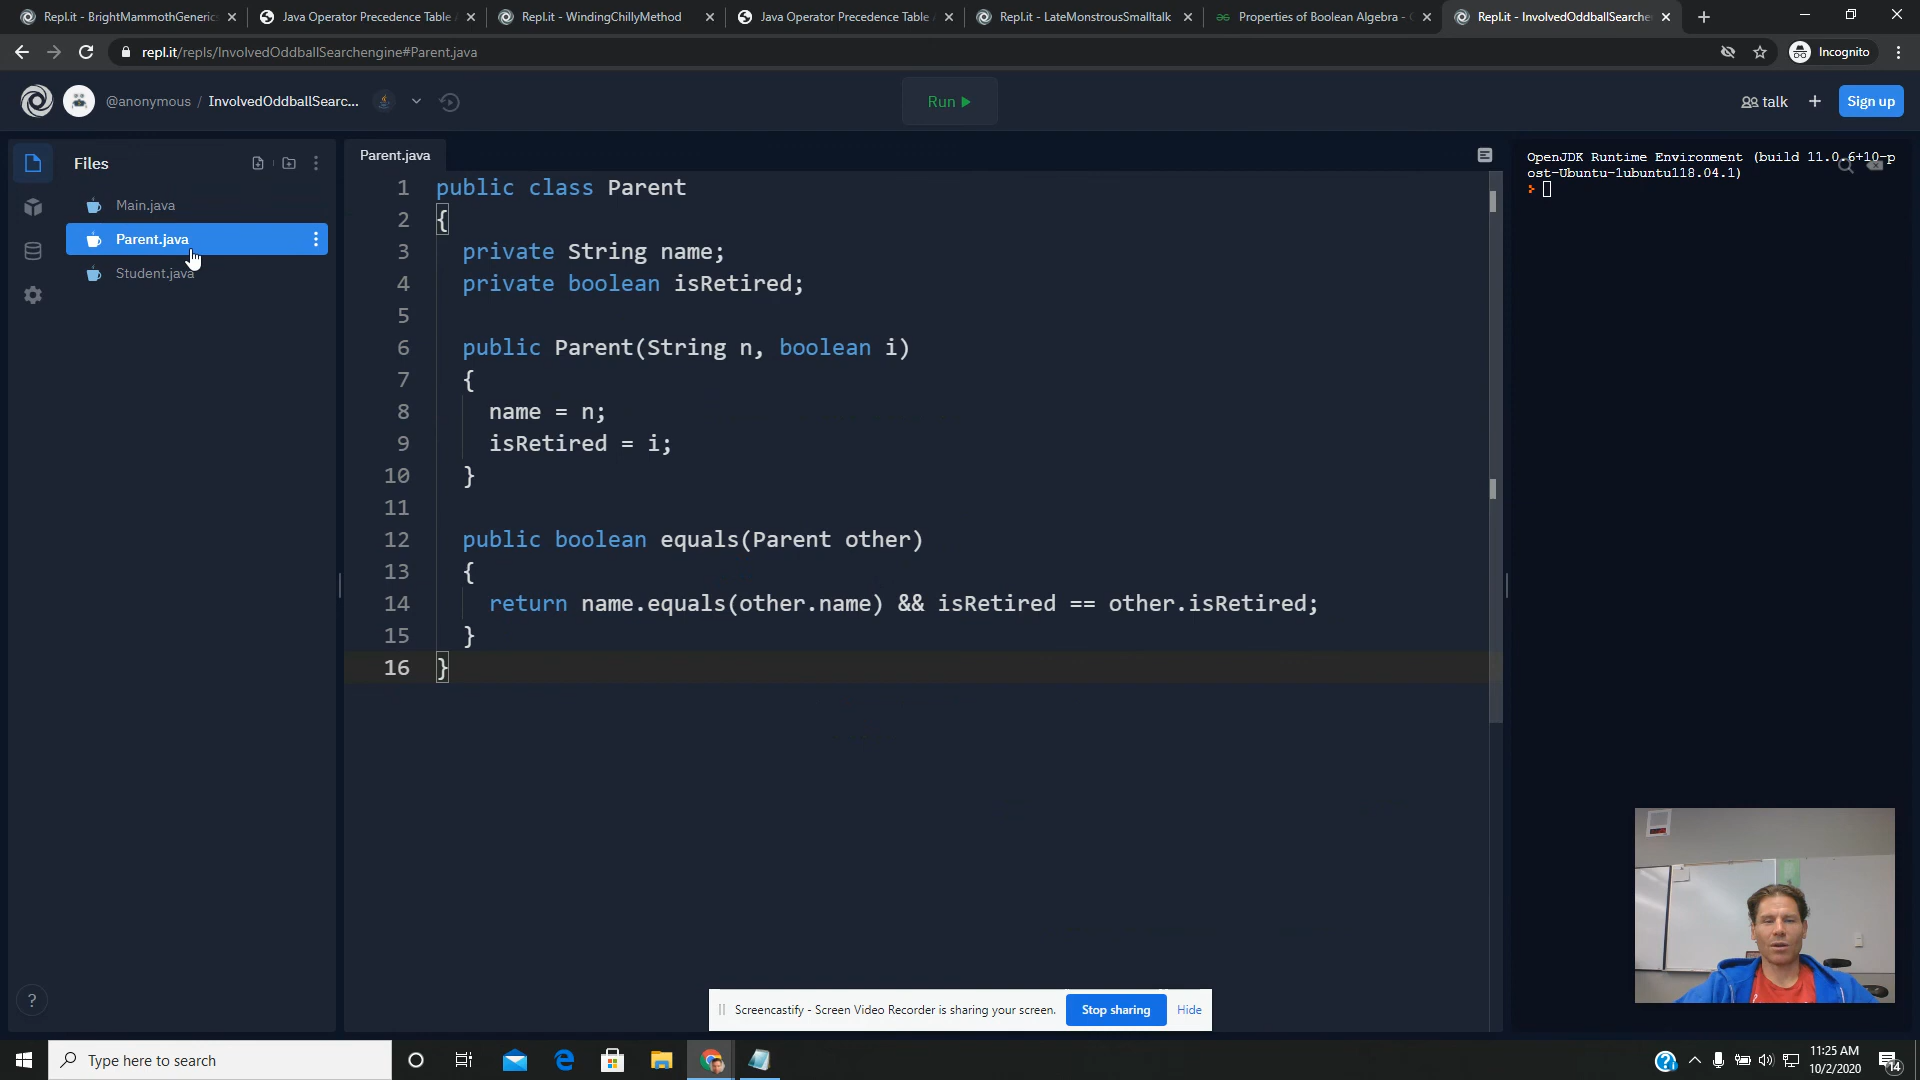 Repl.it - BrightMammothGenerics
Java Operator Precedence Table
Repl.it - WindingChillyMethod
Java Operator Precedence Table
Repl.it - LateMonstrousSmalltalk
Properties of Boolean Algebra -
Repl.it - InvolvedOddballSearche
repl.it/repls/InvolvedOddballSearchengine#Parent.java
Incognito
@anonymous / InvolvedOddballSearc...
Run
talk
Sign up
Files
Main.java
Parent.java
Student.java
Parent.java
1 public class Parent
2 {
3 private String name;
4 private boolean isRetired;
5
6 public Parent(String n, boolean i)
7 {
8 name = n;
9 isRetired = i;
10 }
11
12 public boolean equals(Parent other)
13 {
14 return name.equals(other.name) && isRetired == other.isRetired;
15 }
16 }
OpenJDK Runtime Environment (build 11.0.6+10-p
ost-Ubuntu-1ubuntu118.04.1)
?
Screencastify - Screen Video Recorder is sharing your screen.
Stop sharing
Hide
Type here to search
11:25 AM
10/2/2020
14